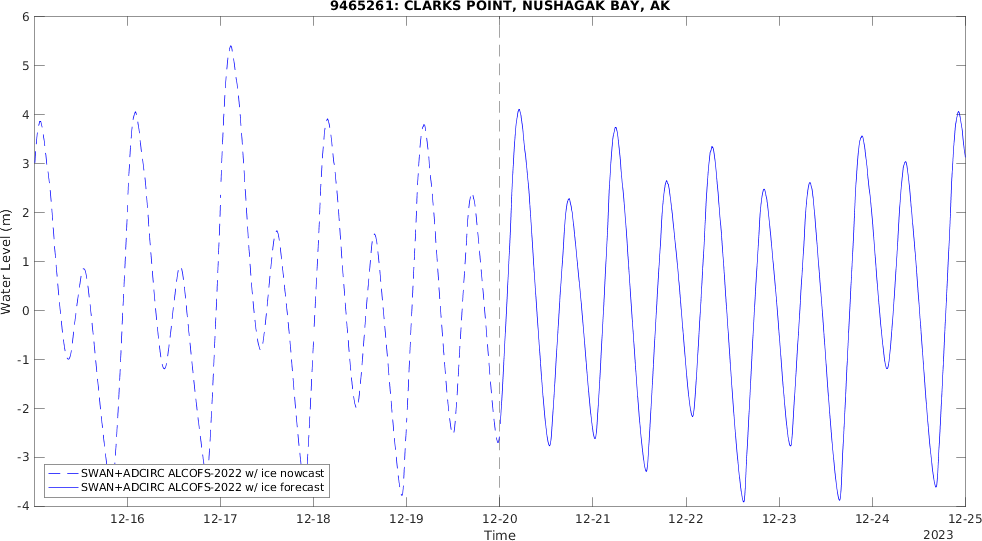 9465261: CLARKS POINT, NUSHAGAK BAY, AK
6
5
4
3
2
1
0
-1
-2
-3
-4
Water Level (m)
SWAN+ADCIRC ALCOFS-2022 w/ ice nowcast
SWAN+ADCIRC ALCOFS-2022 w/ ice forecast
12-16 12-17 12-18 12-19 12-20 12-21 12-22 12-23 12-24 12-25
Time
2023